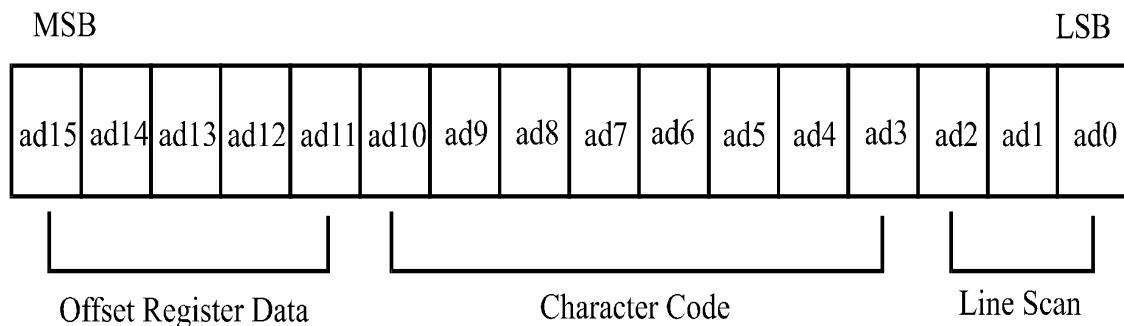 MSB LSB
ad15 ad14 ad13 ad12 ad11 ad10 ad9 ad8 ad7 ad6 ad5 ad4 ad3 ad2 ad1 ad0
Offset Register Data Character Code Line Scan